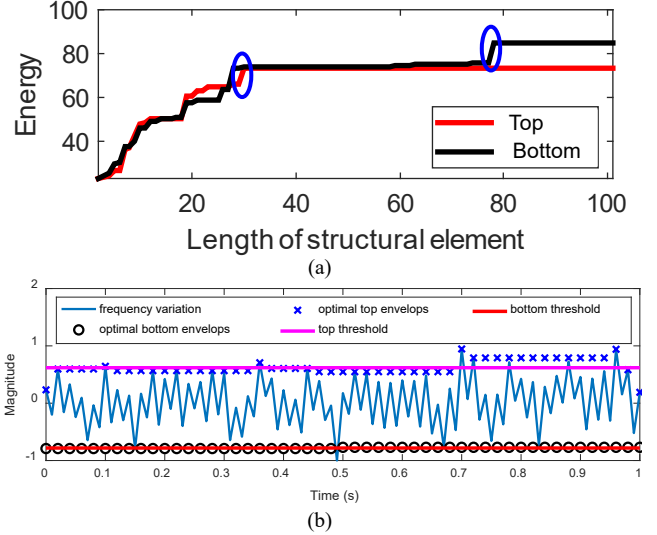 100
80
60
40
Energy
Top
Bottom
20 40 60 80 100
Length of structural element
(a)
2
1
0
-1
Magnitude
frequency variation optimal top envelops bottom threshold
optimal bottom envelops top threshold
0 0.1 0.2 0.3 0.4 0.5 0.6 0.7 0.8 0.9 1
Time (s)
(b)